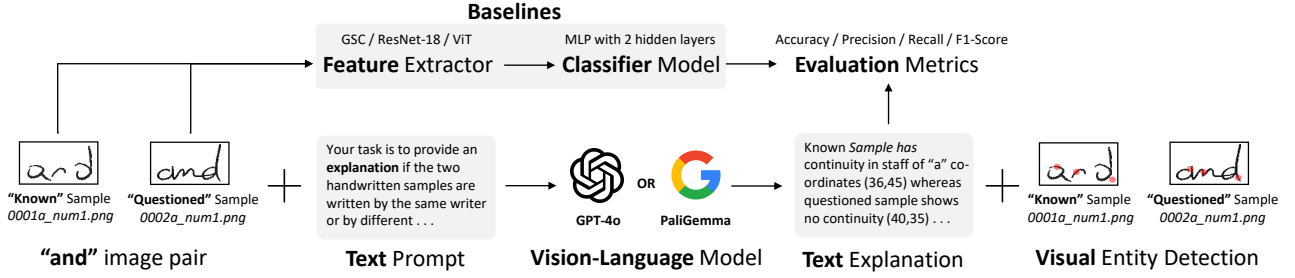 Baselines
GSC / ResNet-18 / ViT
Feature Extractor
MLP with 2 hidden layers
Classifier Model
Accuracy / Precision / Recall / F1-Score
Evaluation Metrics
and
"Known" Sample
0001a_num1.png
and
"Questioned" Sample
0002a_num1.png
"and" image pair
Your task is to provide an
explanation if the two
handwritten samples are
written by the same writer
or by different . . .
Text Prompt
GPT-4o
OR
PaliGemma
Vision-Language Model
Known Sample has
continuity in staff of "a" co-
ordinates (36,45) whereas
questioned sample shows
no continuity (40,35) . . .
Text Explanation
and
"Known" Sample
0001a_num1.png
and
"Questioned" Sample
0002a_num1.png
Visual Entity Detection